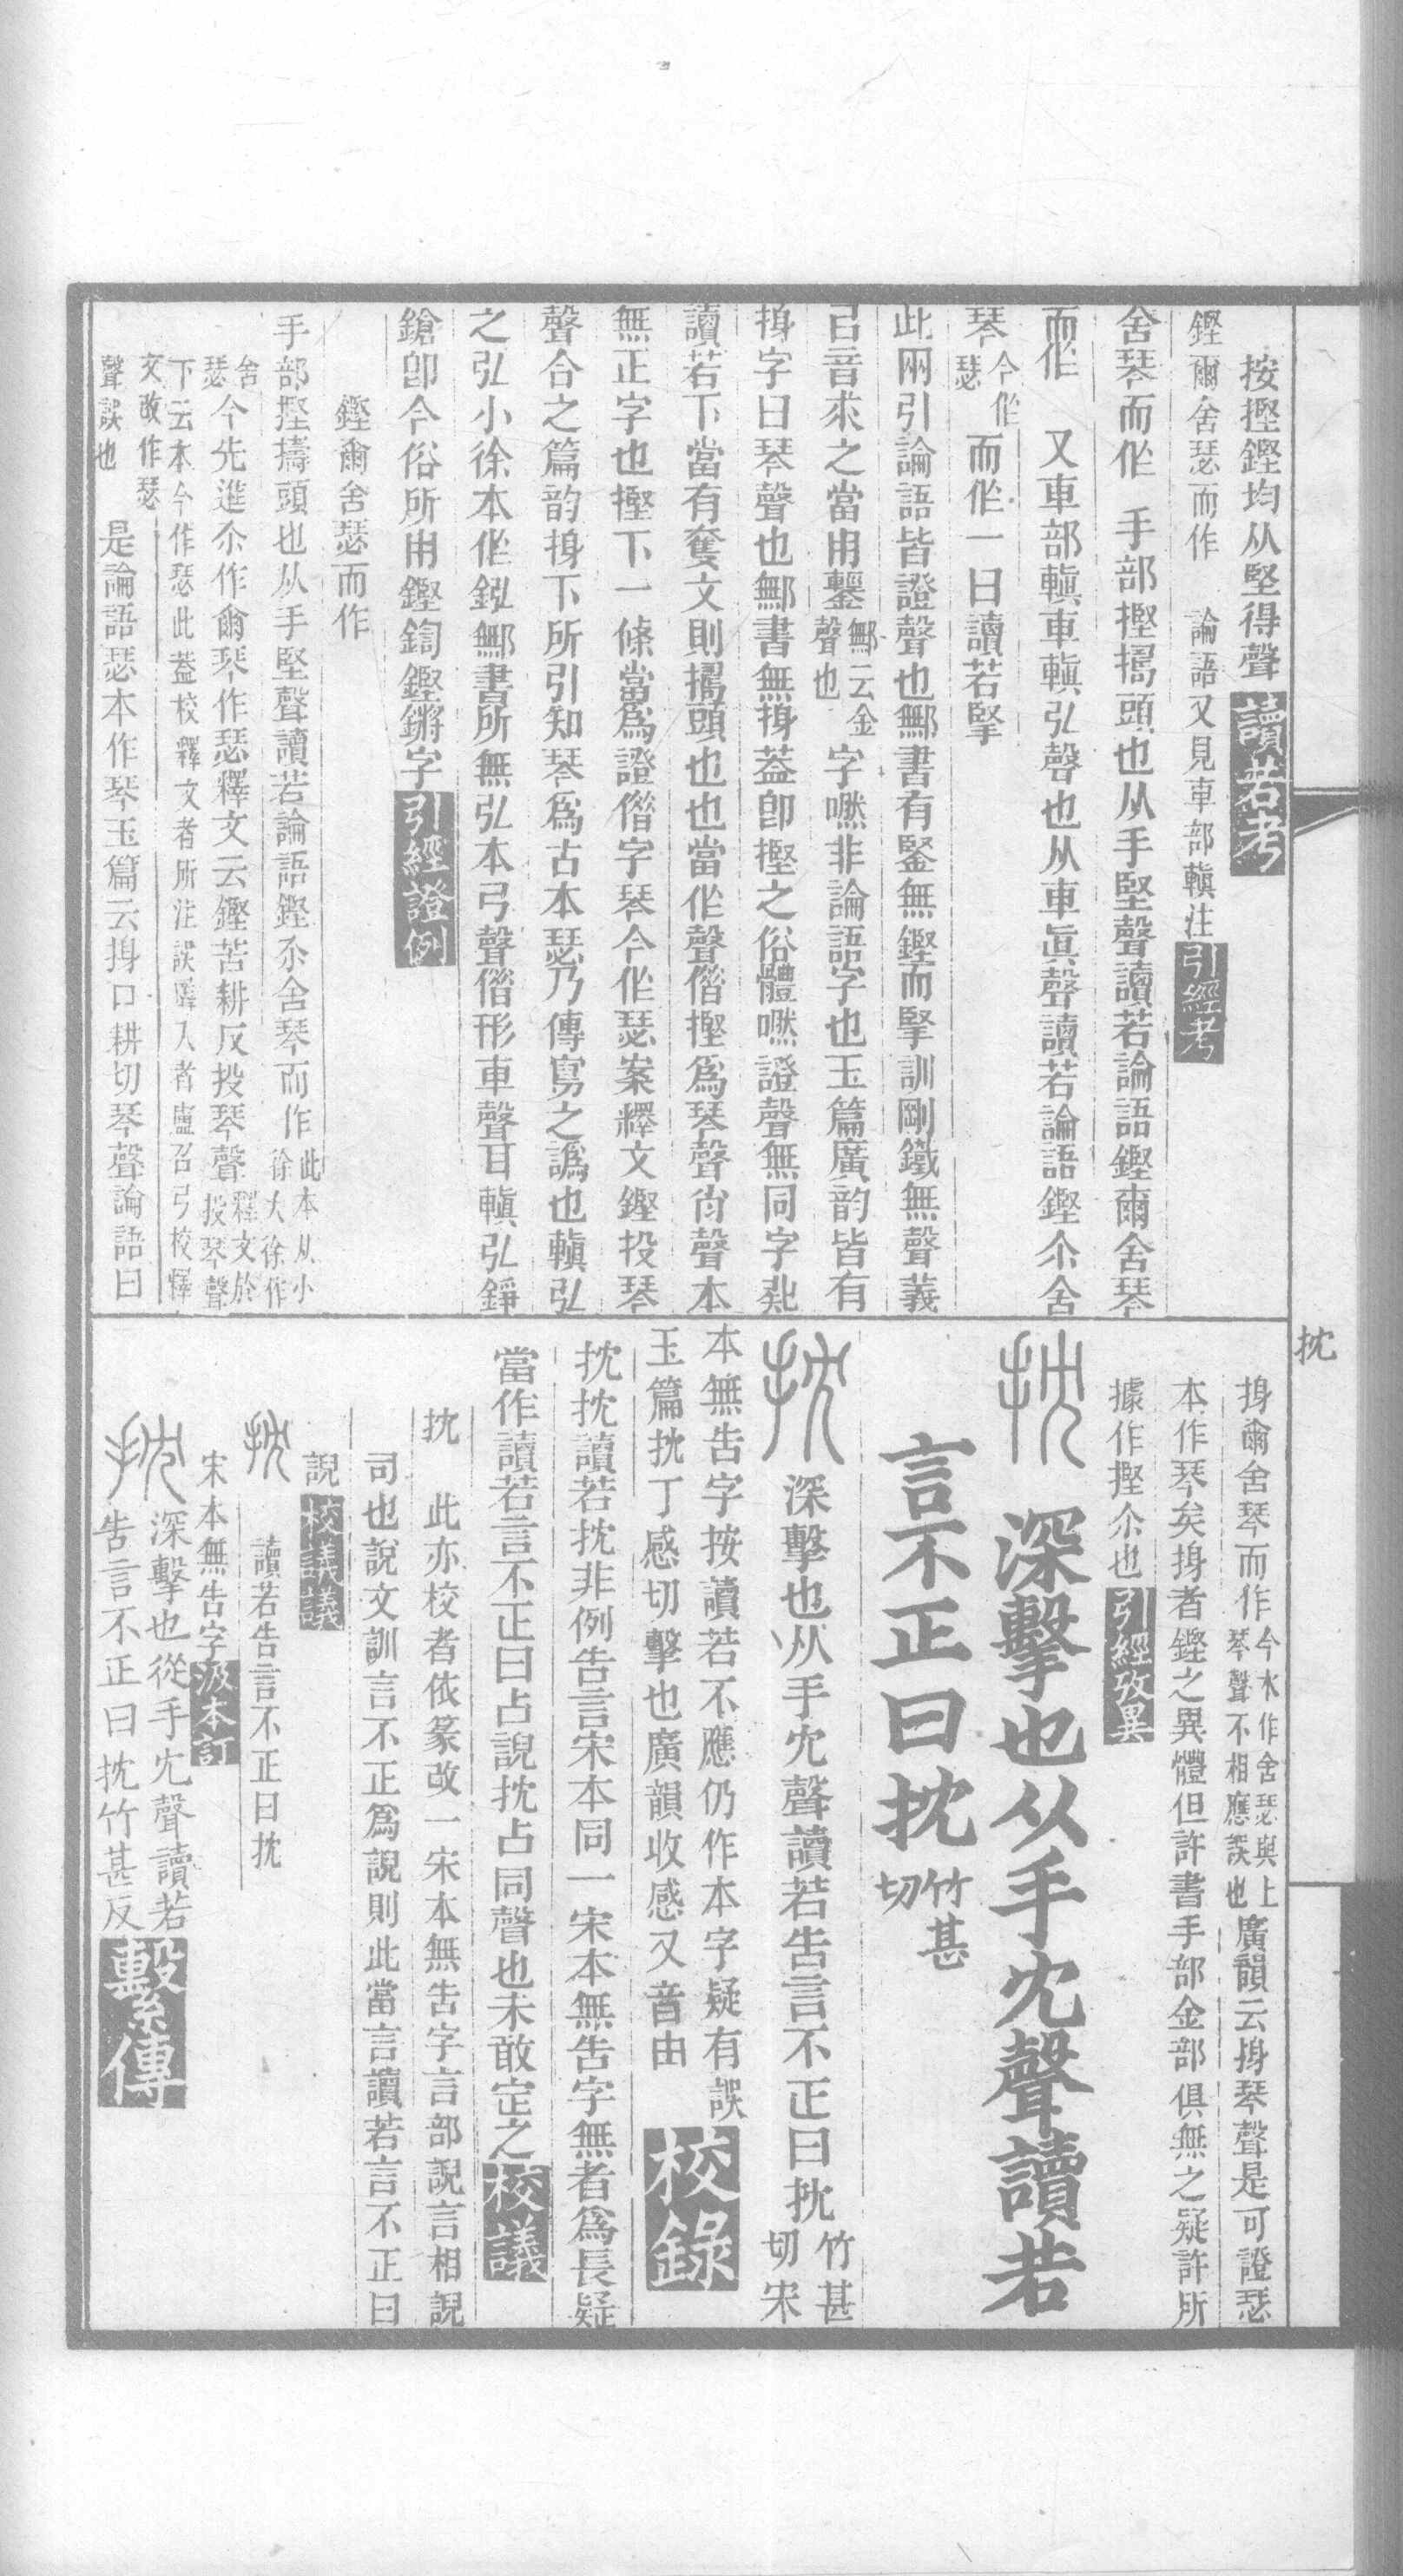 按摼鏗均从堅得聲讀若考
鏗爾舍瑟而作　論語又見車部轃注引經考
舍琴而作　手部摼擣頭也从手堅聲讀若論語鏗爾舍琴
而作　又車部轃車轃弘聲也从車眞聲讀若論語鏗尒舍
琴今作瑟而作一曰讀若掔
此兩引論語皆證聲也鄦書有鋻無鏗而掔訓剛鐵無聲義
㠯音求之當用鏧鄦云金聲也字嘫非論語字也玉篇廣韵皆有
揁字曰琴聲也鄦書無揁葢卽摼之俗體嘫證聲無同字
讀若下當有奪文則擣頭也也當作聲偕摼爲琴聲
無正字也摼下一條當爲證偕字琴今作瑟案釋文鏗投琴
聲合之篇韵揁下所引知琴爲古本瑟乃傳寫之譌也轃弘
之弘小徐本作鈜鄦書所無弘本弓聲偕形車聲耳轃弘錚
鎗卽今俗所用鏗鍧鏗鏘字引經證例
鏗爾舍瑟而作
手部摼擣頭也从手堅聲讀若論語鏗尒舍琴而作此本从小徐大徐作
舍瑟今先進尒作爾琴作瑟釋文云鏗苦耕反投琴聲釋文於投琴聲
下云本今作瑟此葢校釋文者所注誤改入者盧召弓校釋
文改作瑟聲誤也是論語瑟本作琴玉篇云揁口耕切琴聲論語曰
抌
揁爾舍琴而作今本作舍瑟與上琴聲不相應誤也廣韻云揁琴聲是可證瑟
本作琴矣揁者鏗之異體但許書手部金部俱無之疑許所
據作摼尒也引經攷異
抌深擊也从手冘聲讀若
告言不正曰抌竹甚切
抌深擊也从手冘聲讀若告言不正曰抌竹甚切宋
本無告字按讀若不應仍作本字疑有誤
玉篇抌丁感切擊也廣韻收感又音由校錄
抌抌讀若抌非例告言宋本同一宋本無告字無者爲長疑
當作讀若言不正曰占說抌占同聲也未敢定之校議
抌　此亦校者依篆改一宋本無告字言部說言相說
司也說文訓言不正爲說則此當言讀若言不正曰
說校議議
抌　讀若告言不正曰抌
宋本無告字汲本訂
抌深擊也從手冘聲讀若
告言不正曰抌竹甚反繫傳